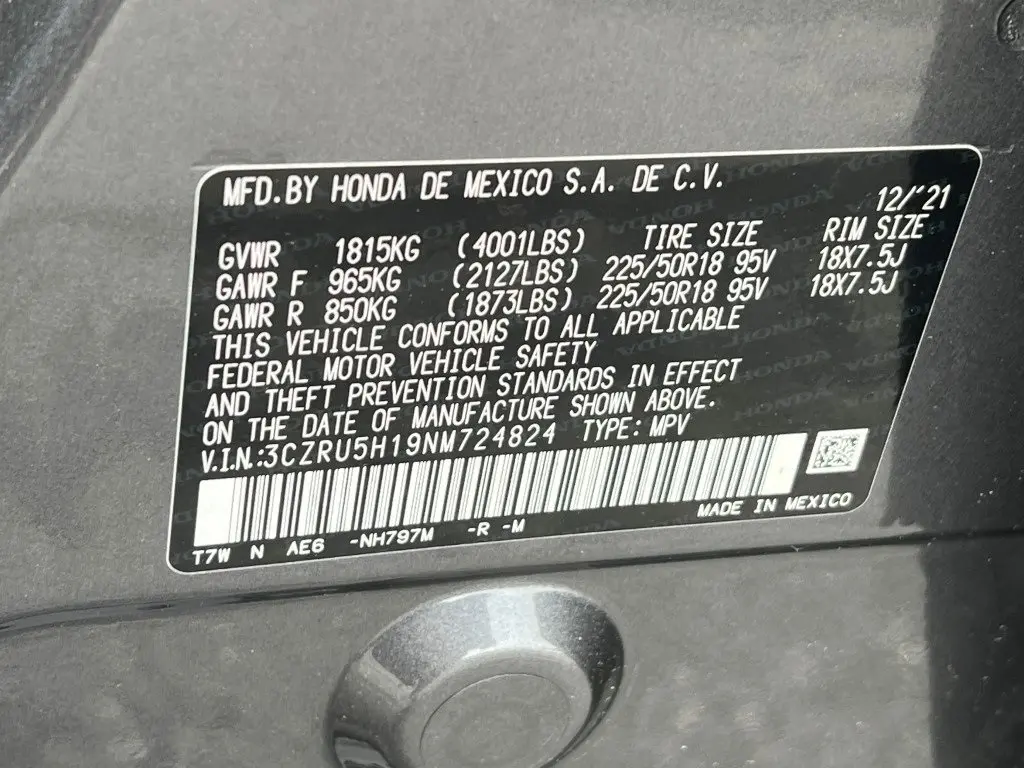 MFD.BY HONDA DE MEXICO S.A. DE C.V.
12/'21
GVWR 1815KG (4001LBS) TIRE SIZE RIM SIZE
GAWR F 965KG (2127LBS) 225/50R18 95V 18X7.5J
GAWR R 850KG (1873LBS) 225/50R18 95V 18X7.5J
THIS VEHICLE CONFORMS TO ALL APPLICABLE
FEDERAL MOTOR VEHICLE SAFETY
AND THEFT PREVENTION STANDARDS IN EFFECT
ON THE DATE OF MANUFACTURE SHOWN ABOVE.
V.I.N.:3CZRU5H19NM724824 TYPE: MPV
T7W N AE6 -NH797M -R -M MADE IN MEXICO